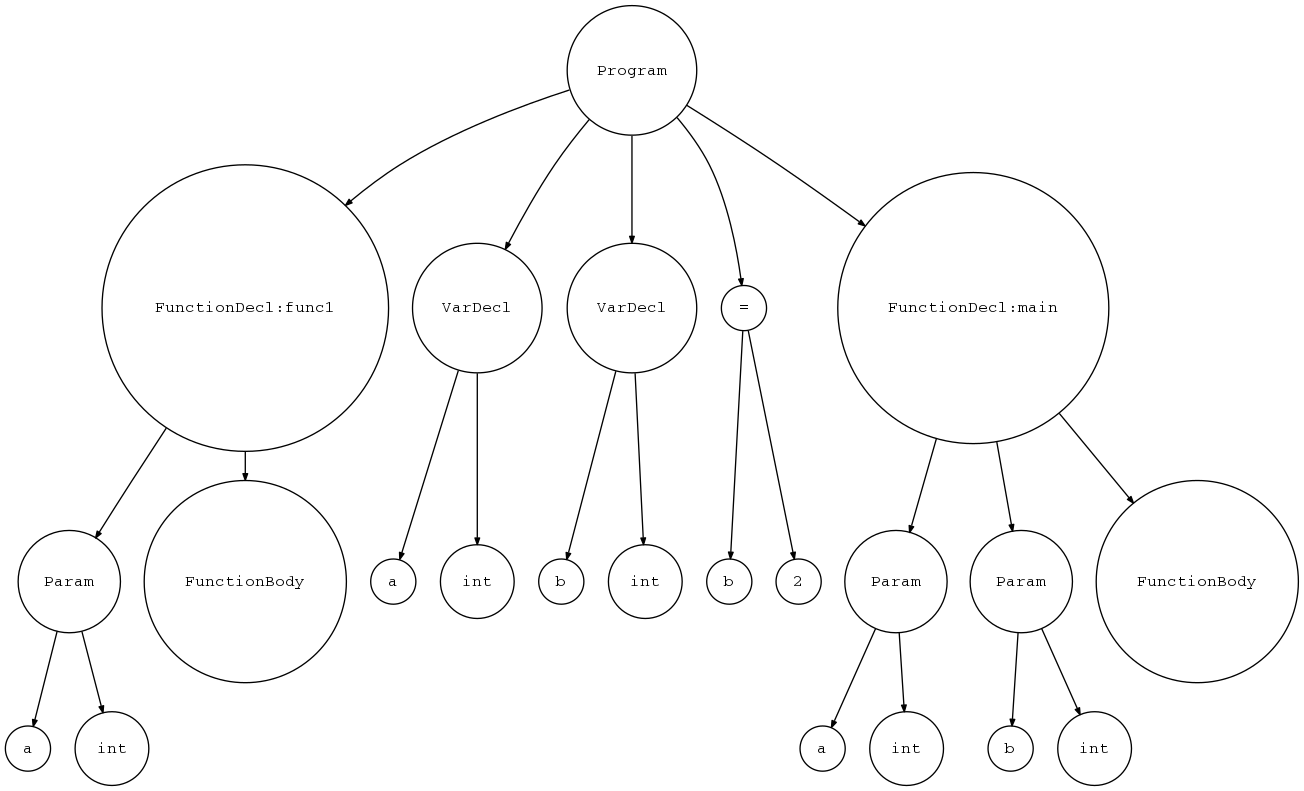 Program
FunctionDecl:func1
VarDecl
VarDecl
=
FunctionDecl:main
Param
FunctionBody
a
int
b
int
b
2
Param
Param
FunctionBody
a
int
a
int
b
int